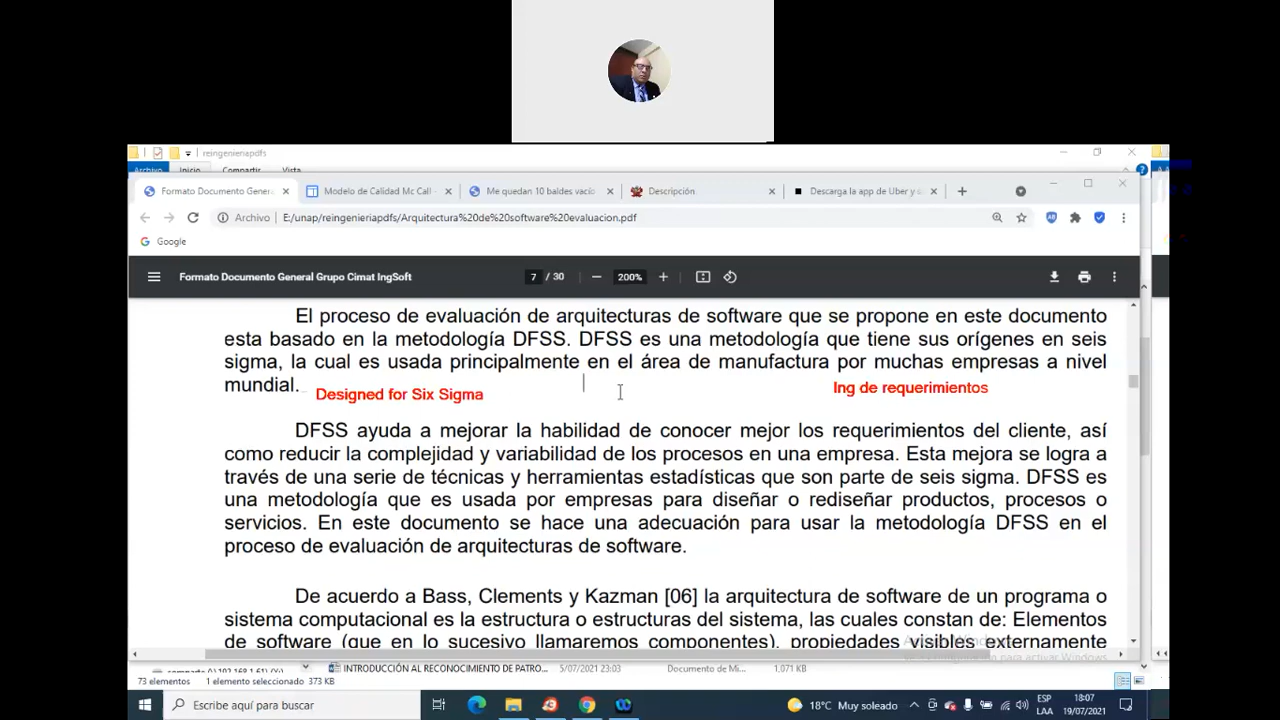 reingenieriapdfs
Archivo Inicio Compartir Vista
Formato Documento Gener
Modelo de Calidad Mc Call -
Me quedan 10 baldes vacío
Descripción
Descarga la app de Uber y s
Archivo E:/unap/reingenieriapdfs/Arquitectura%20de%20software%20evaluacion.pdf
Google
Formato Documento General Grupo Cimat IngSoft 7 / 30 200%
El proceso de evaluación de arquitecturas de software que se propone en este documento
esta basado en la metodología DFSS. DFSS es una metodología que tiene sus orígenes en seis
sigma, la cual es usada principalmente en el área de manufactura por muchas empresas a nivel
mundial.
Designed for Six Sigma Ing de requerimientos
DFSS ayuda a mejorar la habilidad de conocer mejor los requerimientos del cliente, así
como reducir la complejidad y variabilidad de los procesos en una empresa. Esta mejora se logra a
través de una serie de técnicas y herramientas estadísticas que son parte de seis sigma. DFSS es
una metodología que es usada por empresas para diseñar o rediseñar productos, procesos o
servicios. En este documento se hace una adecuación para usar la metodología DFSS en el
proceso de evaluación de arquitecturas de software.
De acuerdo a Bass, Clements y Kazman [06] la arquitectura de software de un programa o
sistema computacional es la estructura o estructuras del sistema, las cuales constan de: Elementos
de software (que en lo sucesivo llamaremos componentes), propiedades visibles externamente
INTRODUCCIÓN AL RECONOCIMIENTO DE PATRO... 5/07/2021 23:03 Documento de Mi... 1.071 KB
73 elementos 1 elemento seleccionado 373 KB
Escribe aquí para buscar
18°C Muy soleado
ESP
LAA
18:07
19/07/2021